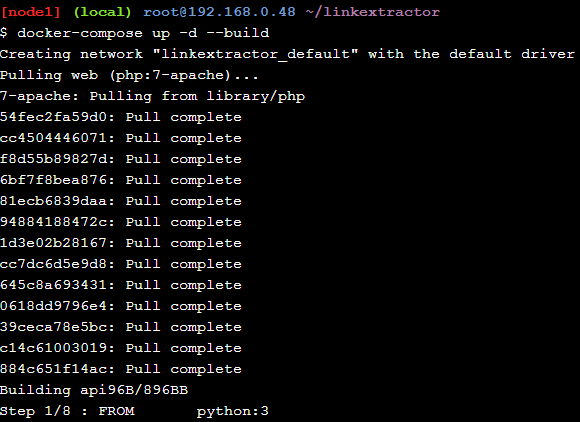 [node1] (local) root@192.168.0.48 ~/linkextractor
$ docker-compose up -d --build
Creating network "linkextractor_default" with the default driver
Pulling web (php:7-apache)...
7-apache: Pulling from library/php
54fec2fa59d0: Pull complete
cc4504446071: Pull complete
f8d55b89827d: Pull complete
6bf7f8bea876: Pull complete
81ecb6839daa: Pull complete
94884188472c: Pull complete
1d3e02b28167: Pull complete
cc7dc6d5e9d8: Pull complete
645c8a693431: Pull complete
0618dd9796e4: Pull complete
39ceca78e5bc: Pull complete
c14c61003019: Pull complete
884c651f14ac: Pull complete
Building api96B/896BB
Step 1/8 : FROM       python:3